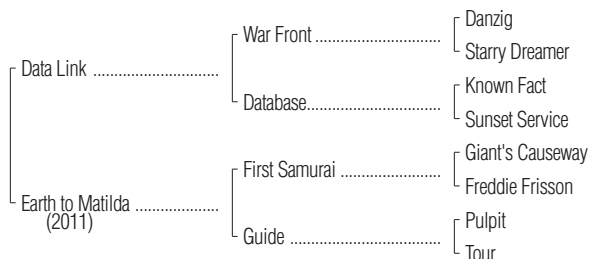 Danzig
War Front ........................................
Starry Dreamer
Data Link ........................................
Known Fact
Database........................................
Sunset Service
Giant's Causeway
First Samurai ................................
Freddie Frisson
Earth to Matilda ..........................
(2011)
Pulpit
Guide ............................................
Tour